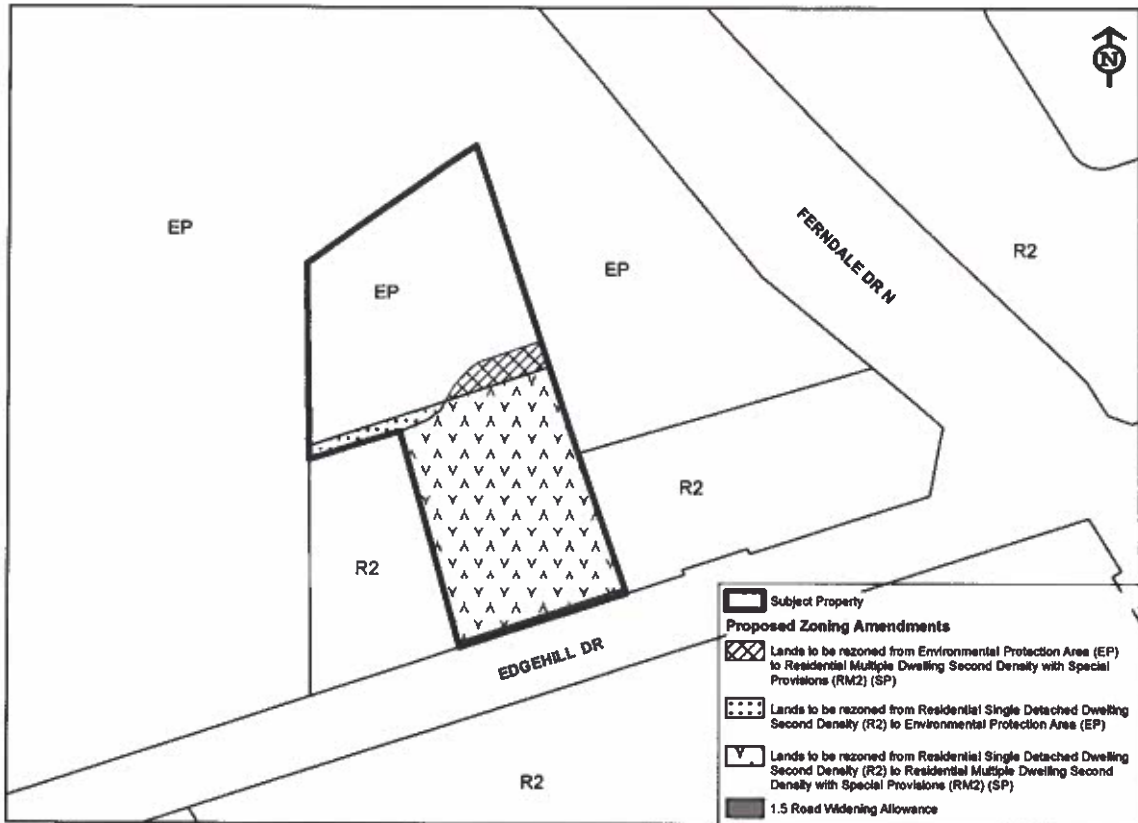 N
EP
FERNDALE DR N
R2
EP
EP
R2
R2
EDGEHILL DR
R2
Subject Property
Proposed Zoning Amendments
Lands to be rezoned from Environmental Protection Area (EP)
to Residential Multiple Dwelling Second Density with Special
Provisions (RM2) (SP)
Lands to be rezoned from Residential Single Detached Dwelling
Second Density (R2) to Environmental Protection Area (EP)
Lands to be rezoned from Residential Single Detached Dwelling
Second Density (R2) to Residential Multiple Dwelling Second
Density with Special Provisions (RM2) (SP)
1.5 Road Widening Allowance